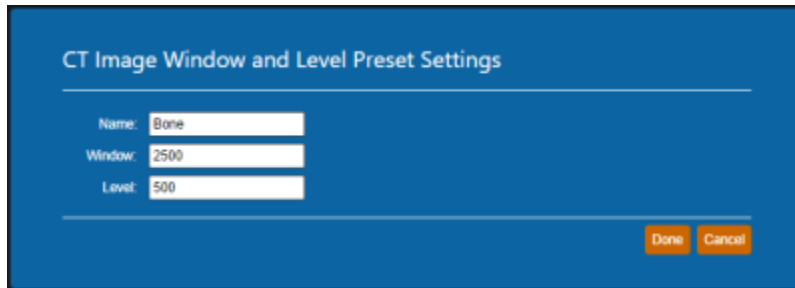 CT Image Window and Level Preset Settings
Name: Bone
Window: 2500
Level: 500
Done Cancel